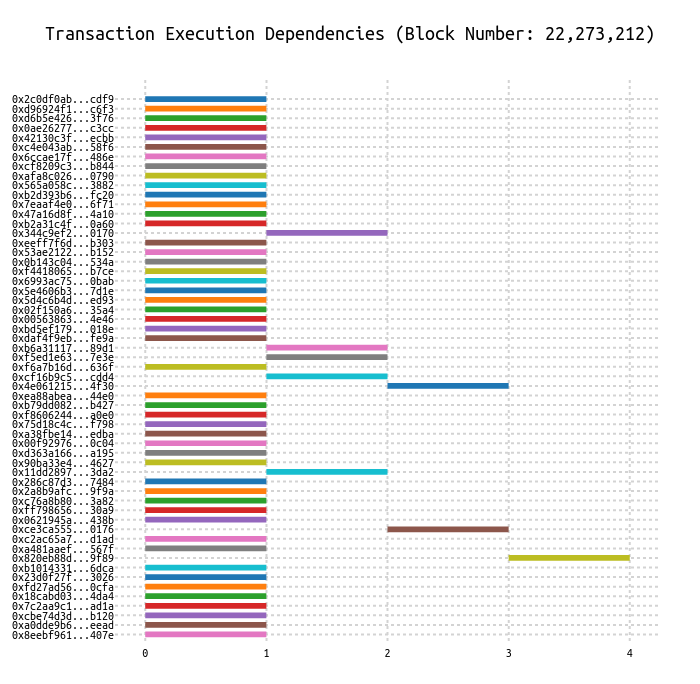 Transaction Execution Dependencies (Block Number: 22,273,212)
0x2c0df0ab...cdf9
0xd96924f1...c6f3
0xd6b5e426...3f76
0x0ae26277...c3cc
0x42130c3f...ecbb
0xc4e043ab...58f6
0x6ccae17f...486e
0xcf8209c3...b844
0xafa8c026...0790
0x565a058c...3882
0xb2d393b6...fc20
0x7eaaf4e0...6f71
0x47a16d8f...4a10
0xb2a31c4f...0a60
0x344c9ef2...0170
0xeeff7f6d...b303
0x53ae2122...b152
0x0b143c04...534a
0xf4418065...b7ce
0x6993ac75...0bab
0x5e4606b3...7d1e
0x5d4c6b4d...ed93
0x02f150a6...35a4
0x00563863...4e46
0xbd5ef179...018e
0xdaf4f9eb...fe9a
0xb6a31117...89d1
0xf5ed1e63...7e3e
0xf6a7b16d...636f
0xcf16b9c5...cdd4
0x4e061215...4f30
0xea88abea...44e0
0xb79dd082...b427
0xf8606244...a0e0
0x75d18c4c...f798
0xa38fbe14...edba
0x00f92976...0c04
0xd363a166...a195
0x90ba33e4...4627
0x11dd2897...3da2
0x286c87d3...7484
0x2a8b9afc...9f9a
0xc76a8b80...3a82
0xff798656...30a9
0x0621945a...438b
0xce3ca555...0176
0xc2ac65a7...d1ad
0xa481aaef...567f
0x820eb88d...9f89
0xb1014331...6dca
0x23d0f27f...3026
0xfd27ad56...0cfa
0x18cabd03...4da4
0x7c2aa9c1...ad1a
0xcbe74d3d...b120
0xa0dde9b6...eead
0x8eebf961...407e
0 1 2 3 4